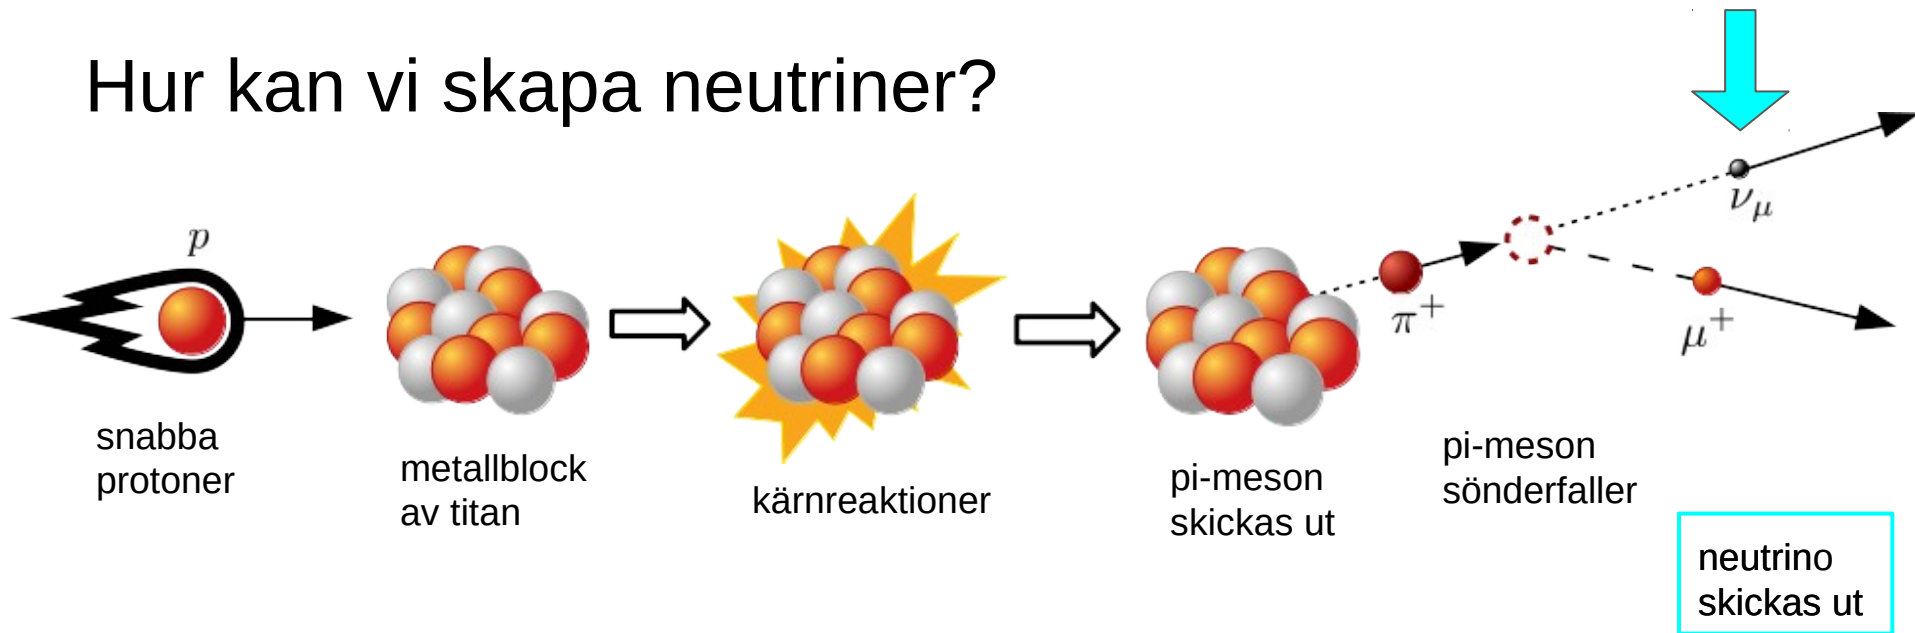 Hur kan vi skapa neutriner?
p
snabba
protoner
metallblock
av titan
kärnreaktioner
pi-meson
skickas ut
π⁺
pi-meson
sönderfaller
ν_μ
μ⁺
neutrino
skickas ut